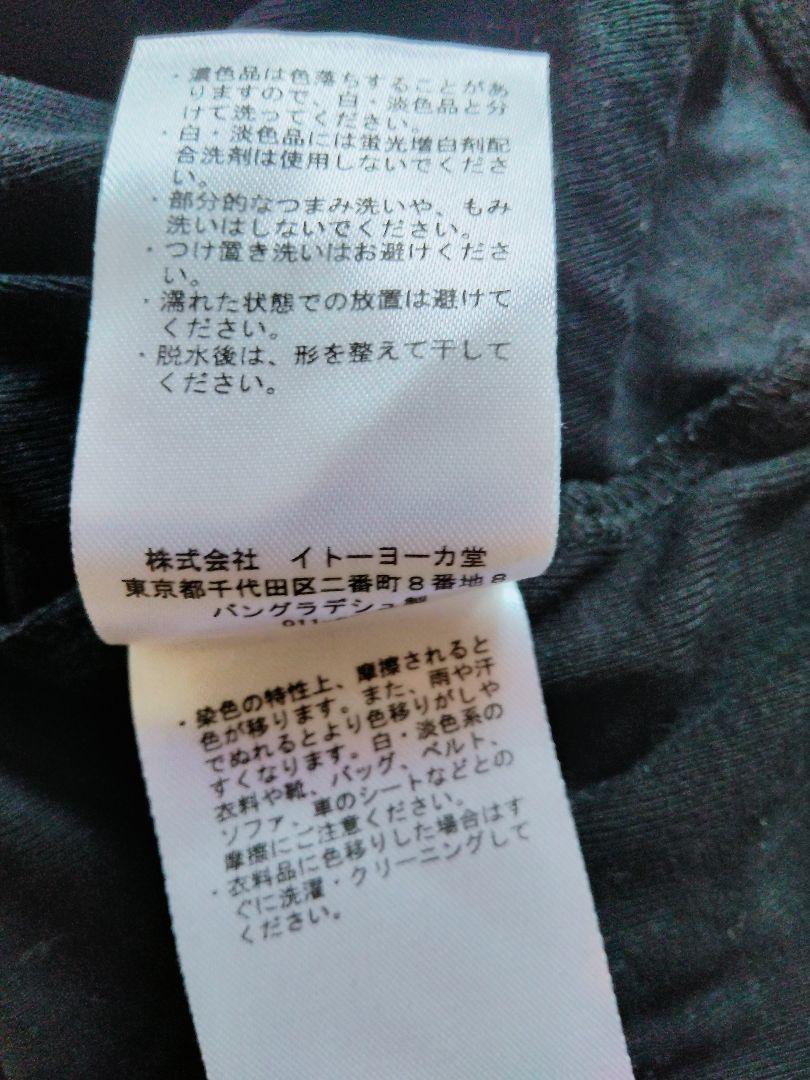 ・濃色品は色落ちすることがあ
りますので、白・淡色品と分
けて洗ってください。
・白・淡色品には蛍光増白剤配
合洗剤は使用しないでくださ
い。
・部分的なつまみ洗いや、もみ
洗いはしないでください。
・つけ置き洗いはお避けくださ
い。
・濡れた状態での放置は避けて
ください。
・脱水後は、形を整えて干して
ください。
株式会社 イトーヨーカ堂
東京都千代田区二番町8番地8
バングラデシュ製
・染色の特性上、摩擦されると
色が移ります。また、雨や汗
でぬれるとより色移りがしや
すくなります。白・淡色系の
衣料や靴、バッグ、ベルト、
ソファ、車のシートなどとの
摩擦にご注意ください。
・衣料品に色移りした場合はす
ぐに洗濯・クリーニングして
ください。